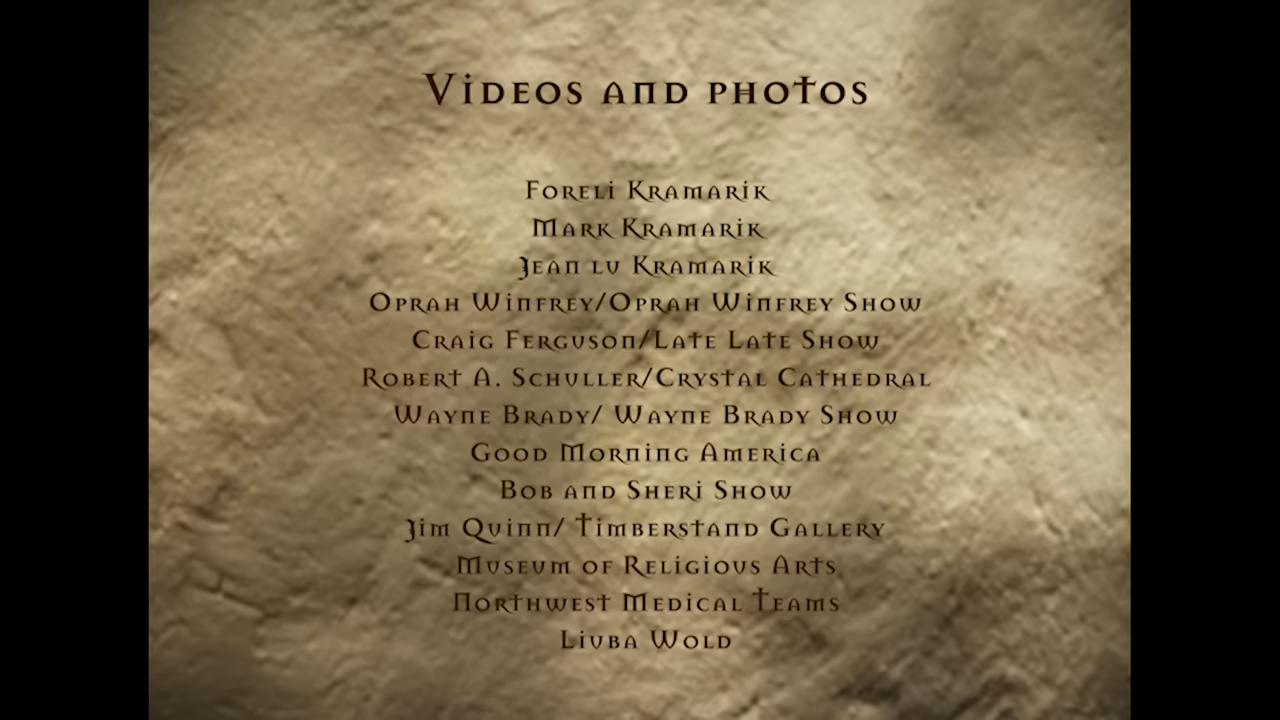 Videos and photos
Foreli Kramarik
Mark Kramarik
Jean lu Kramarik
Oprah Winfrey/Oprah Winfrey Show
Craig Ferguson/Late Late Show
Robert A. Schuller/Crystal Cathedral
Wayne Brady/ Wayne Brady Show
Good Morning America
Bob and Sheri Show
Jim Quinn/ Timberstand Gallery
Museum of Religious Arts
Northwest Medical Teams
Liuba Wold